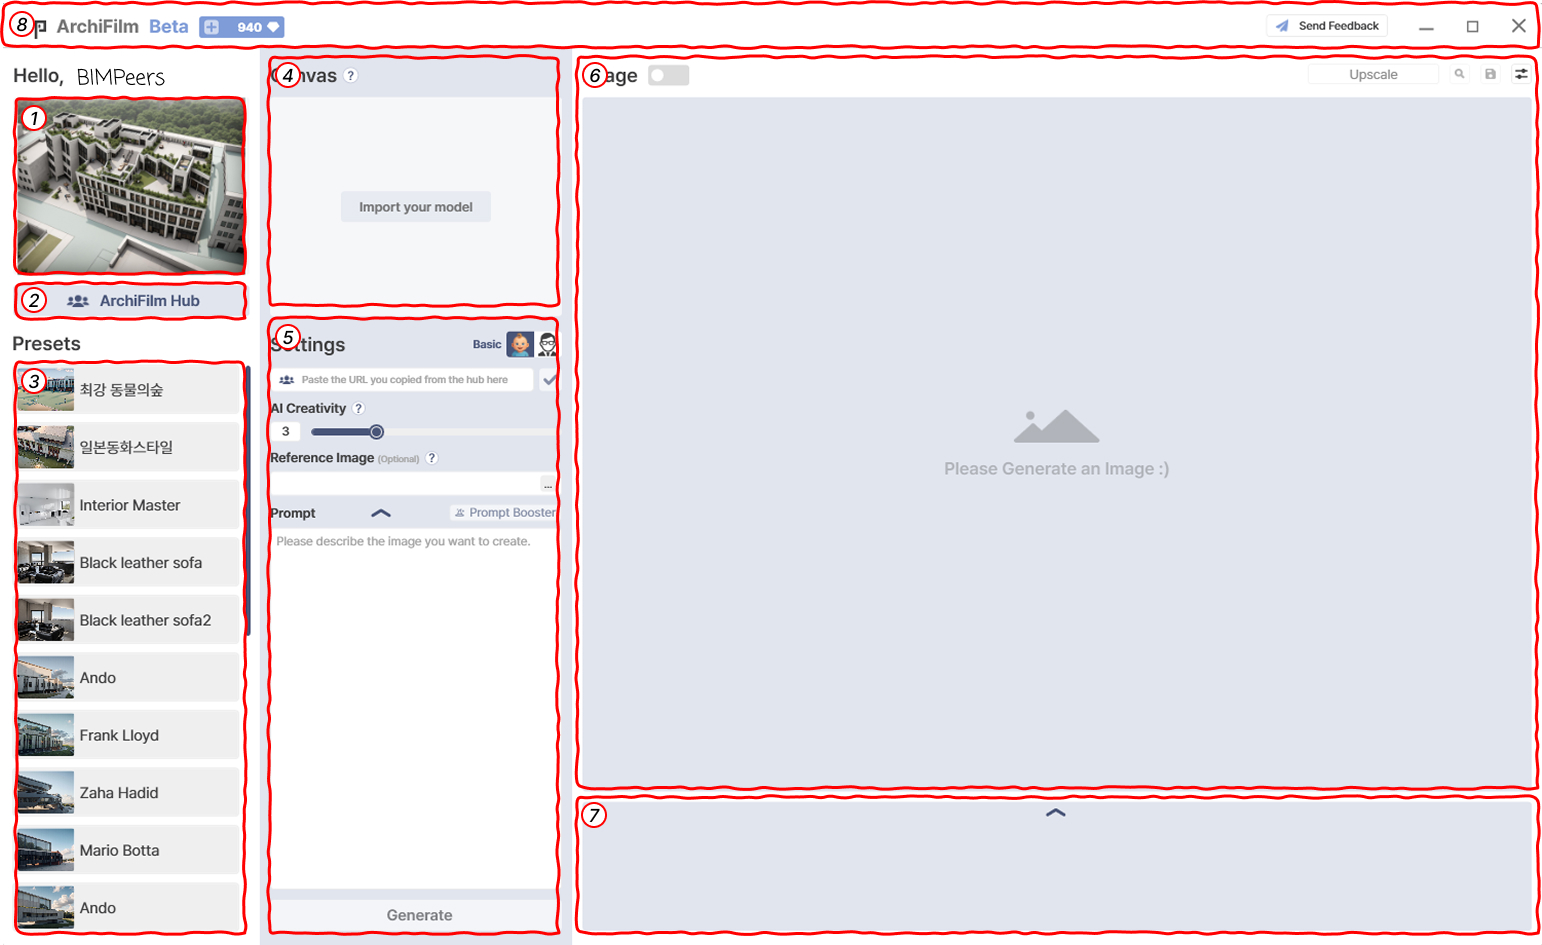 8 ArchiFilm Beta 940 Send Feedback
Hello, BIMPeers
1
2 ArchiFilm Hub
Presets
3 최강 동물의숲
일본동화스타일
Interior Master
Black leather sofa
Black leather sofa2
Ando
Frank Lloyd
Zaha Hadid
Mario Botta
Ando
4 nvas ?
Import your model
5
Settings Basic
Paste the URL you copied from the hub here
AI Creativity ?
3
Reference Image (Optional) ?
...
Prompt Prompt Booster
Please describe the image you want to create.
Generate
6 age Upscale
Please Generate an Image :)
7